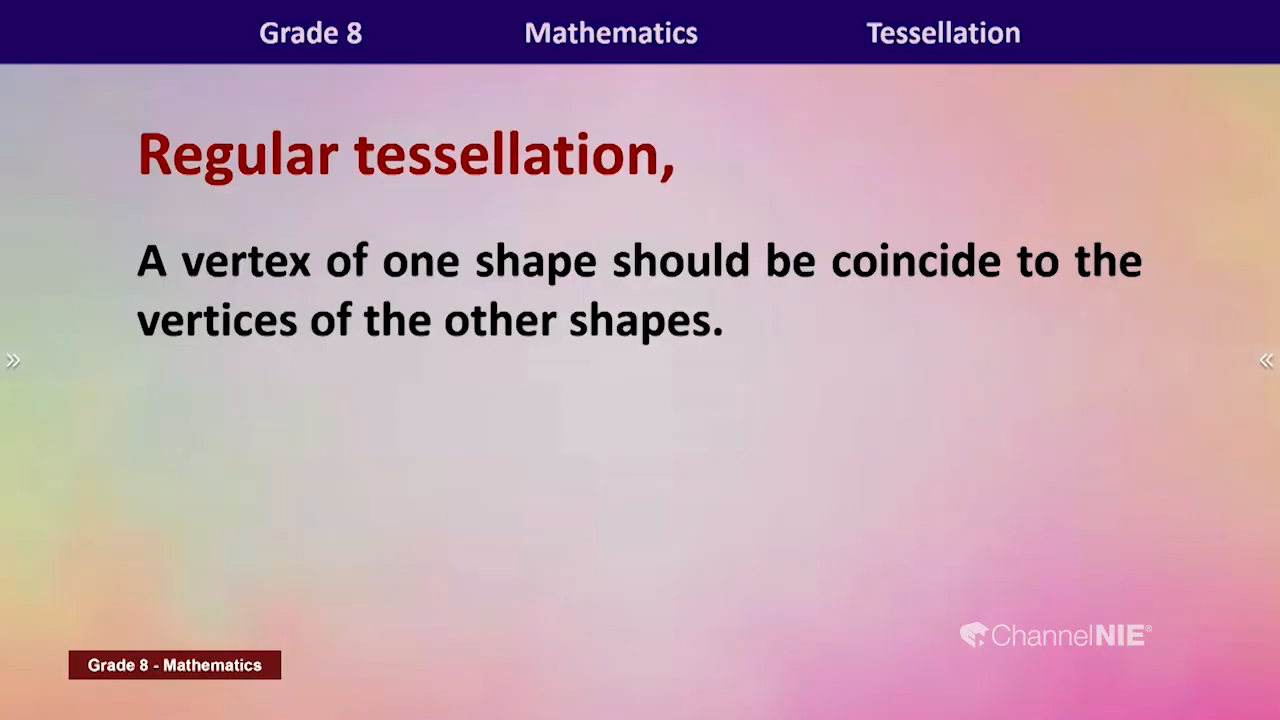 Grade 8 Mathematics Tessellation
Regular tessellation,
A vertex of one shape should be coincide to the
vertices of the other shapes.
»
«
ChannelNIE®
Grade 8 - Mathematics